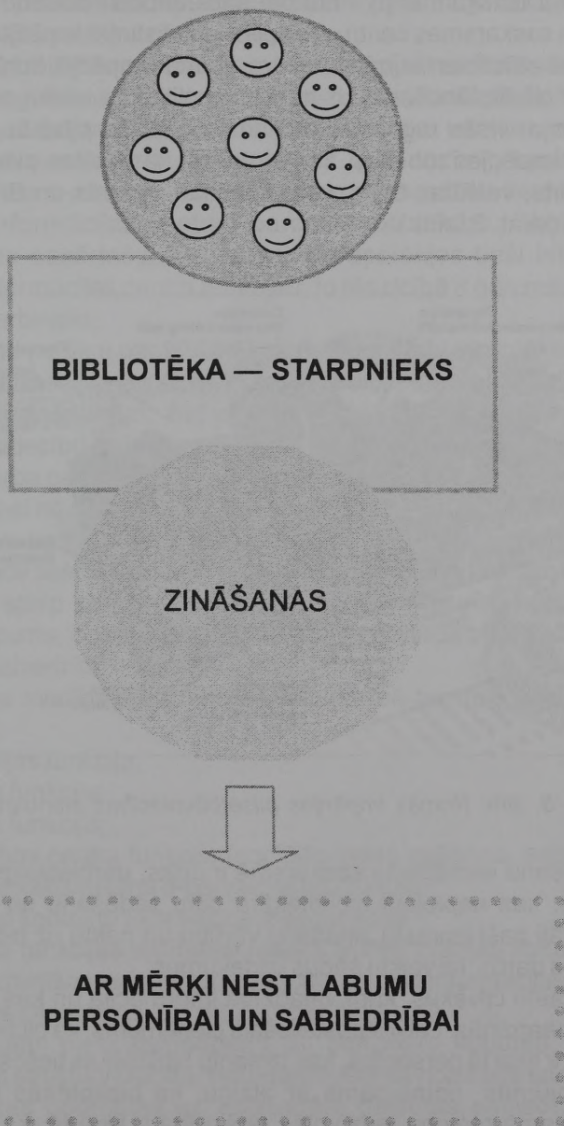 BIBLIOTĒKA — STARPNIEKS
ZINĀŠANAS
AR MĒRĶI NEST LABUMU
PERSONĪBAI UN SABIEDRĪBAI